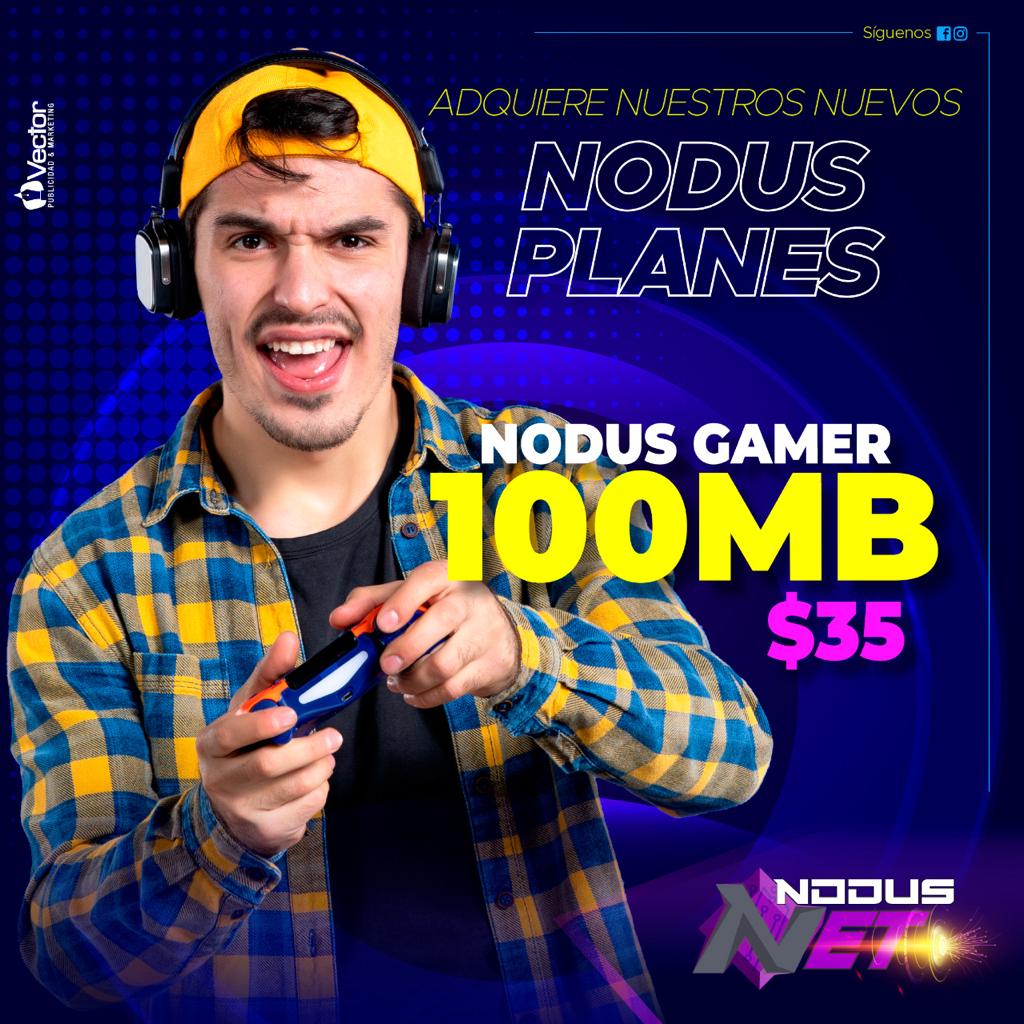 Síguenos
Vector
PUBLICIDAD & MARKETING
ADQUIERE NUESTROS NUEVOS
NODUS
PLANES
NODUS GAMER
100MB
$35
NODUS
NET